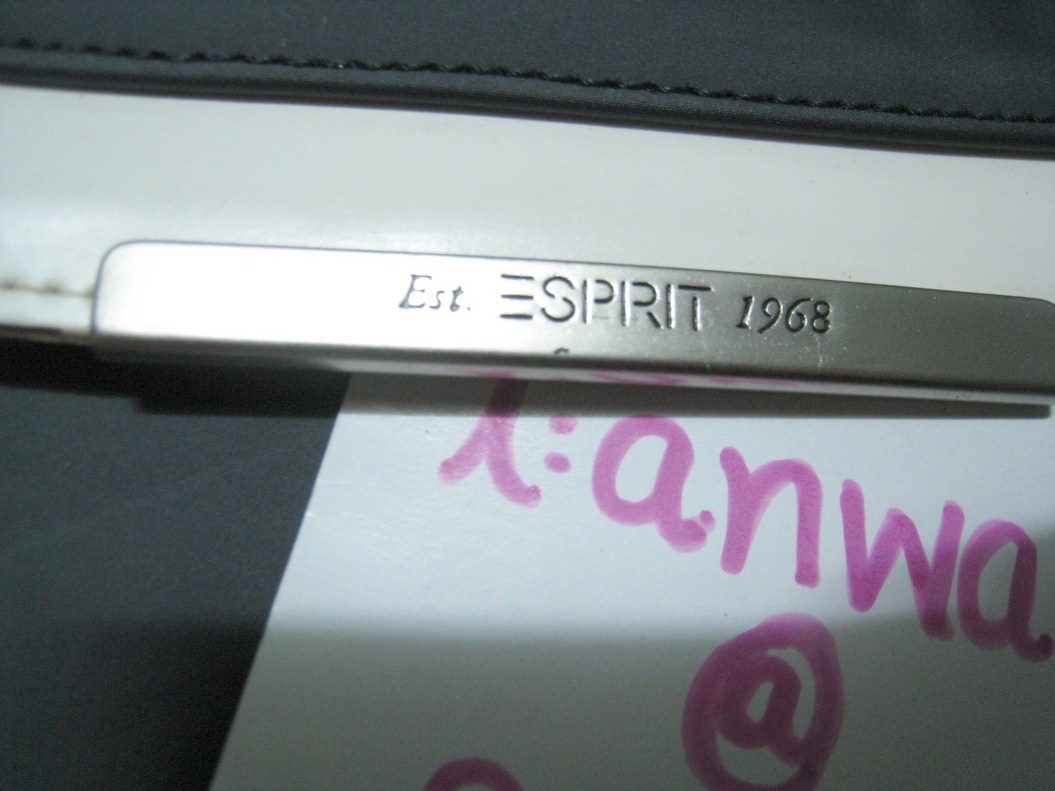 Est. ESPRIT 1968
l:anwa
@